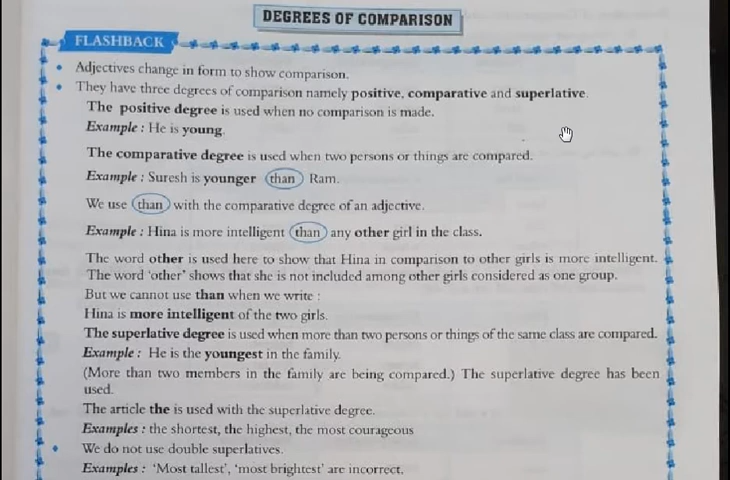 DEGREES OF COMPARISON
FLASHBACK
• Adjectives change in form to show comparison.
• They have three degrees of comparison namely positive, comparative and superlative.
The positive degree is used when no comparison is made.
Example : He is young.
The comparative degree is used when two persons or things are compared.
Example : Suresh is younger than Ram.
We use than with the comparative degree of an adjective.
Example : Hina is more intelligent than any other girl in the class.
The word other is used here to show that Hina in comparison to other girls is more intelligent.
The word 'other' shows that she is not included among other girls considered as one group.
But we cannot use than when we write :
Hina is more intelligent of the two girls.
The superlative degree is used when more than two persons or things of the same class are compared.
Example : He is the youngest in the family.
(More than two members in the family are being compared.) The superlative degree has been
used.
The article the is used with the superlative degree.
Examples : the shortest, the highest, the most courageous
• We do not use double superlatives.
Examples : 'Most tallest', 'most brightest' are incorrect.